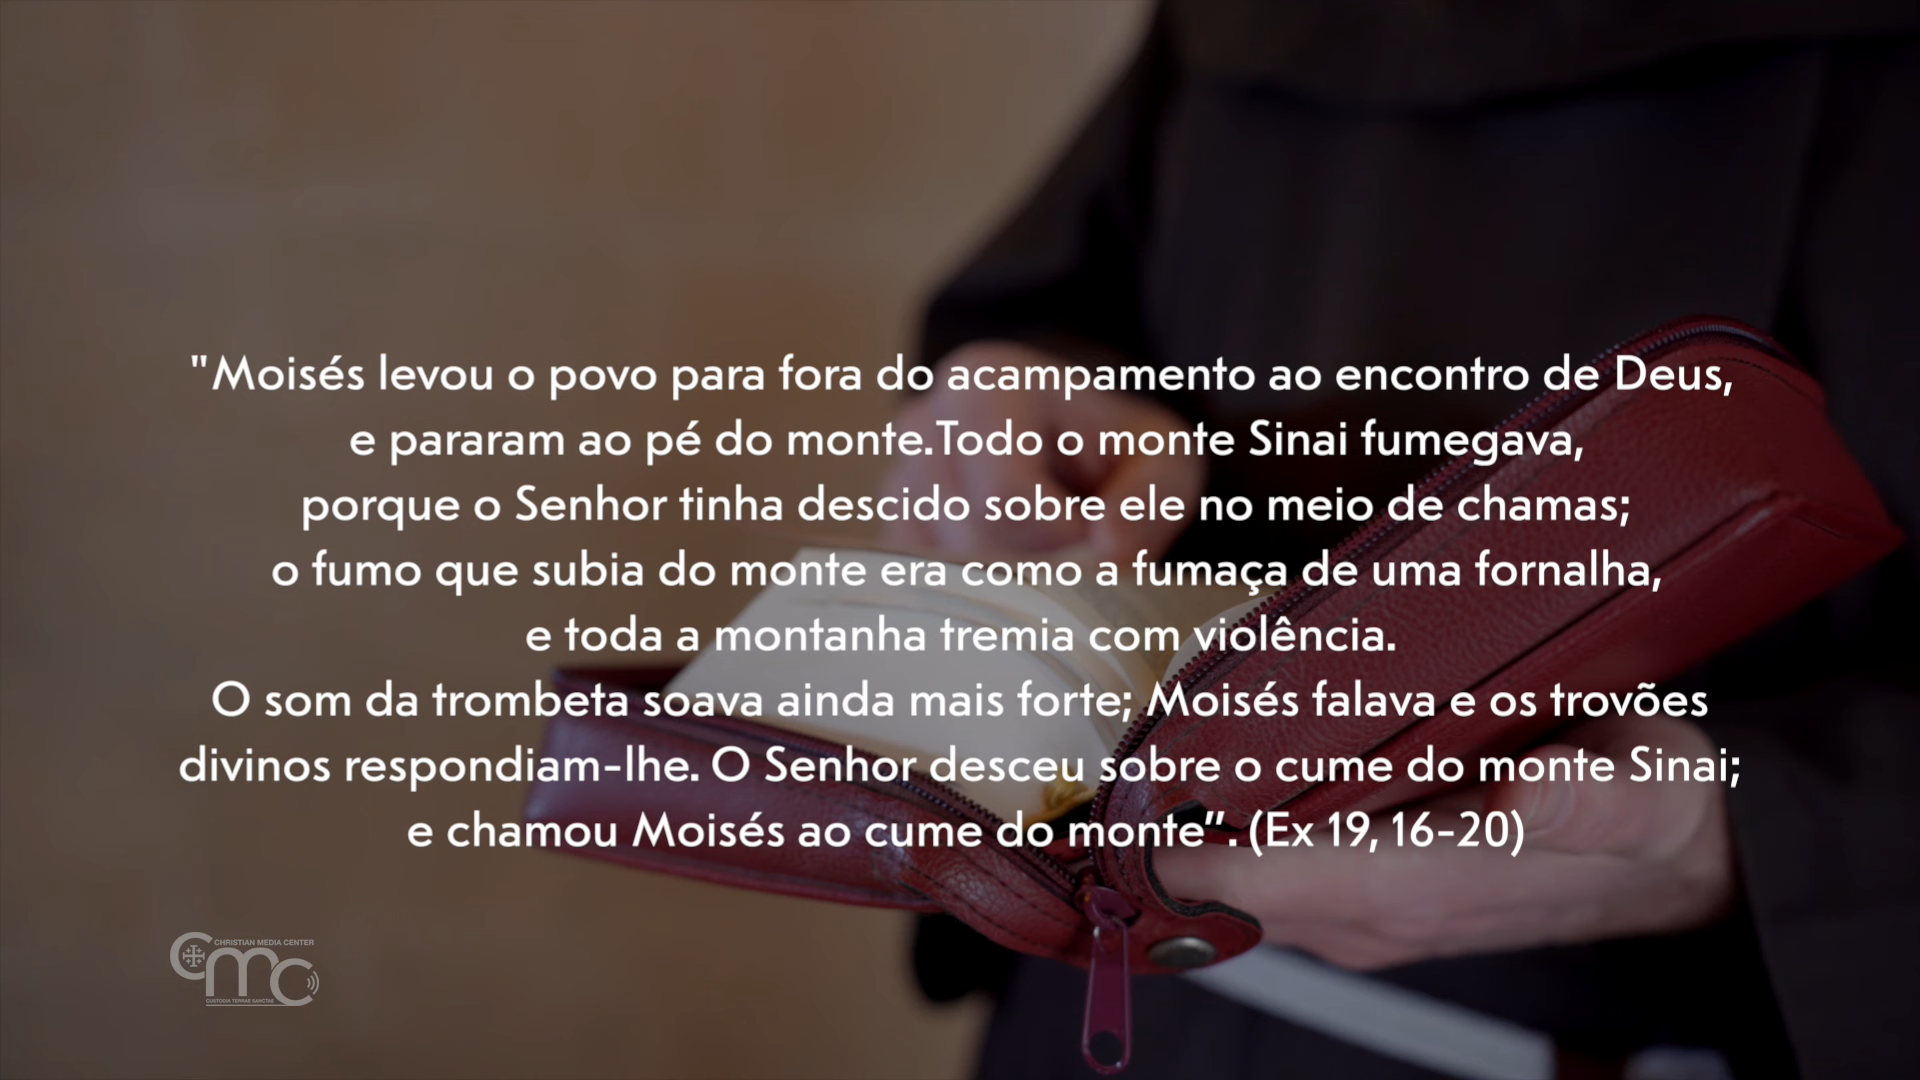 "Moisés levou o povo para fora do acampamento ao encontro de Deus,
e pararam ao pé do monte.Todo o monte Sinai fumegava,
porque o Senhor tinha descido sobre ele no meio de chamas;
o fumo que subia do monte era como a fumaça de uma fornalha,
e toda a montanha tremia com violência.
O som da trombeta soava ainda mais forte; Moisés falava e os trovões
divinos respondiam-lhe. O Senhor desceu sobre o cume do monte Sinai;
e chamou Moisés ao cume do monte”. (Ex 19, 16-20)
CHRISTIAN MEDIA CENTER
cmc
CUSTODIA TERRAE SANCTAE